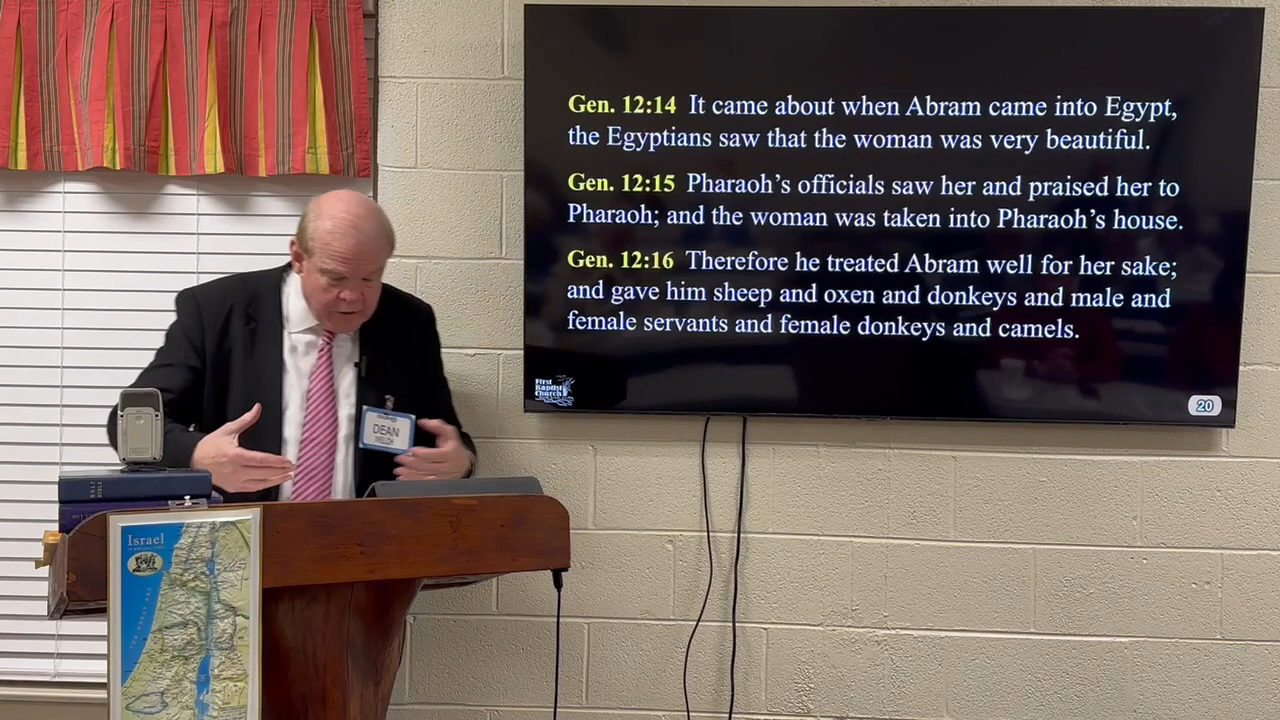 Gen. 12:14 It came about when Abram came into Egypt,
the Egyptians saw that the woman was very beautiful.
Gen. 12:15 Pharaoh’s officials saw her and praised her to
Pharaoh; and the woman was taken into Pharaoh’s house.
Gen. 12:16 Therefore he treated Abram well for her sake;
and gave him sheep and oxen and donkeys and male and
female servants and female donkeys and camels.
First
Baptist
Church
20
DEAN
WELCH
HOLY
BIBLE
Israel